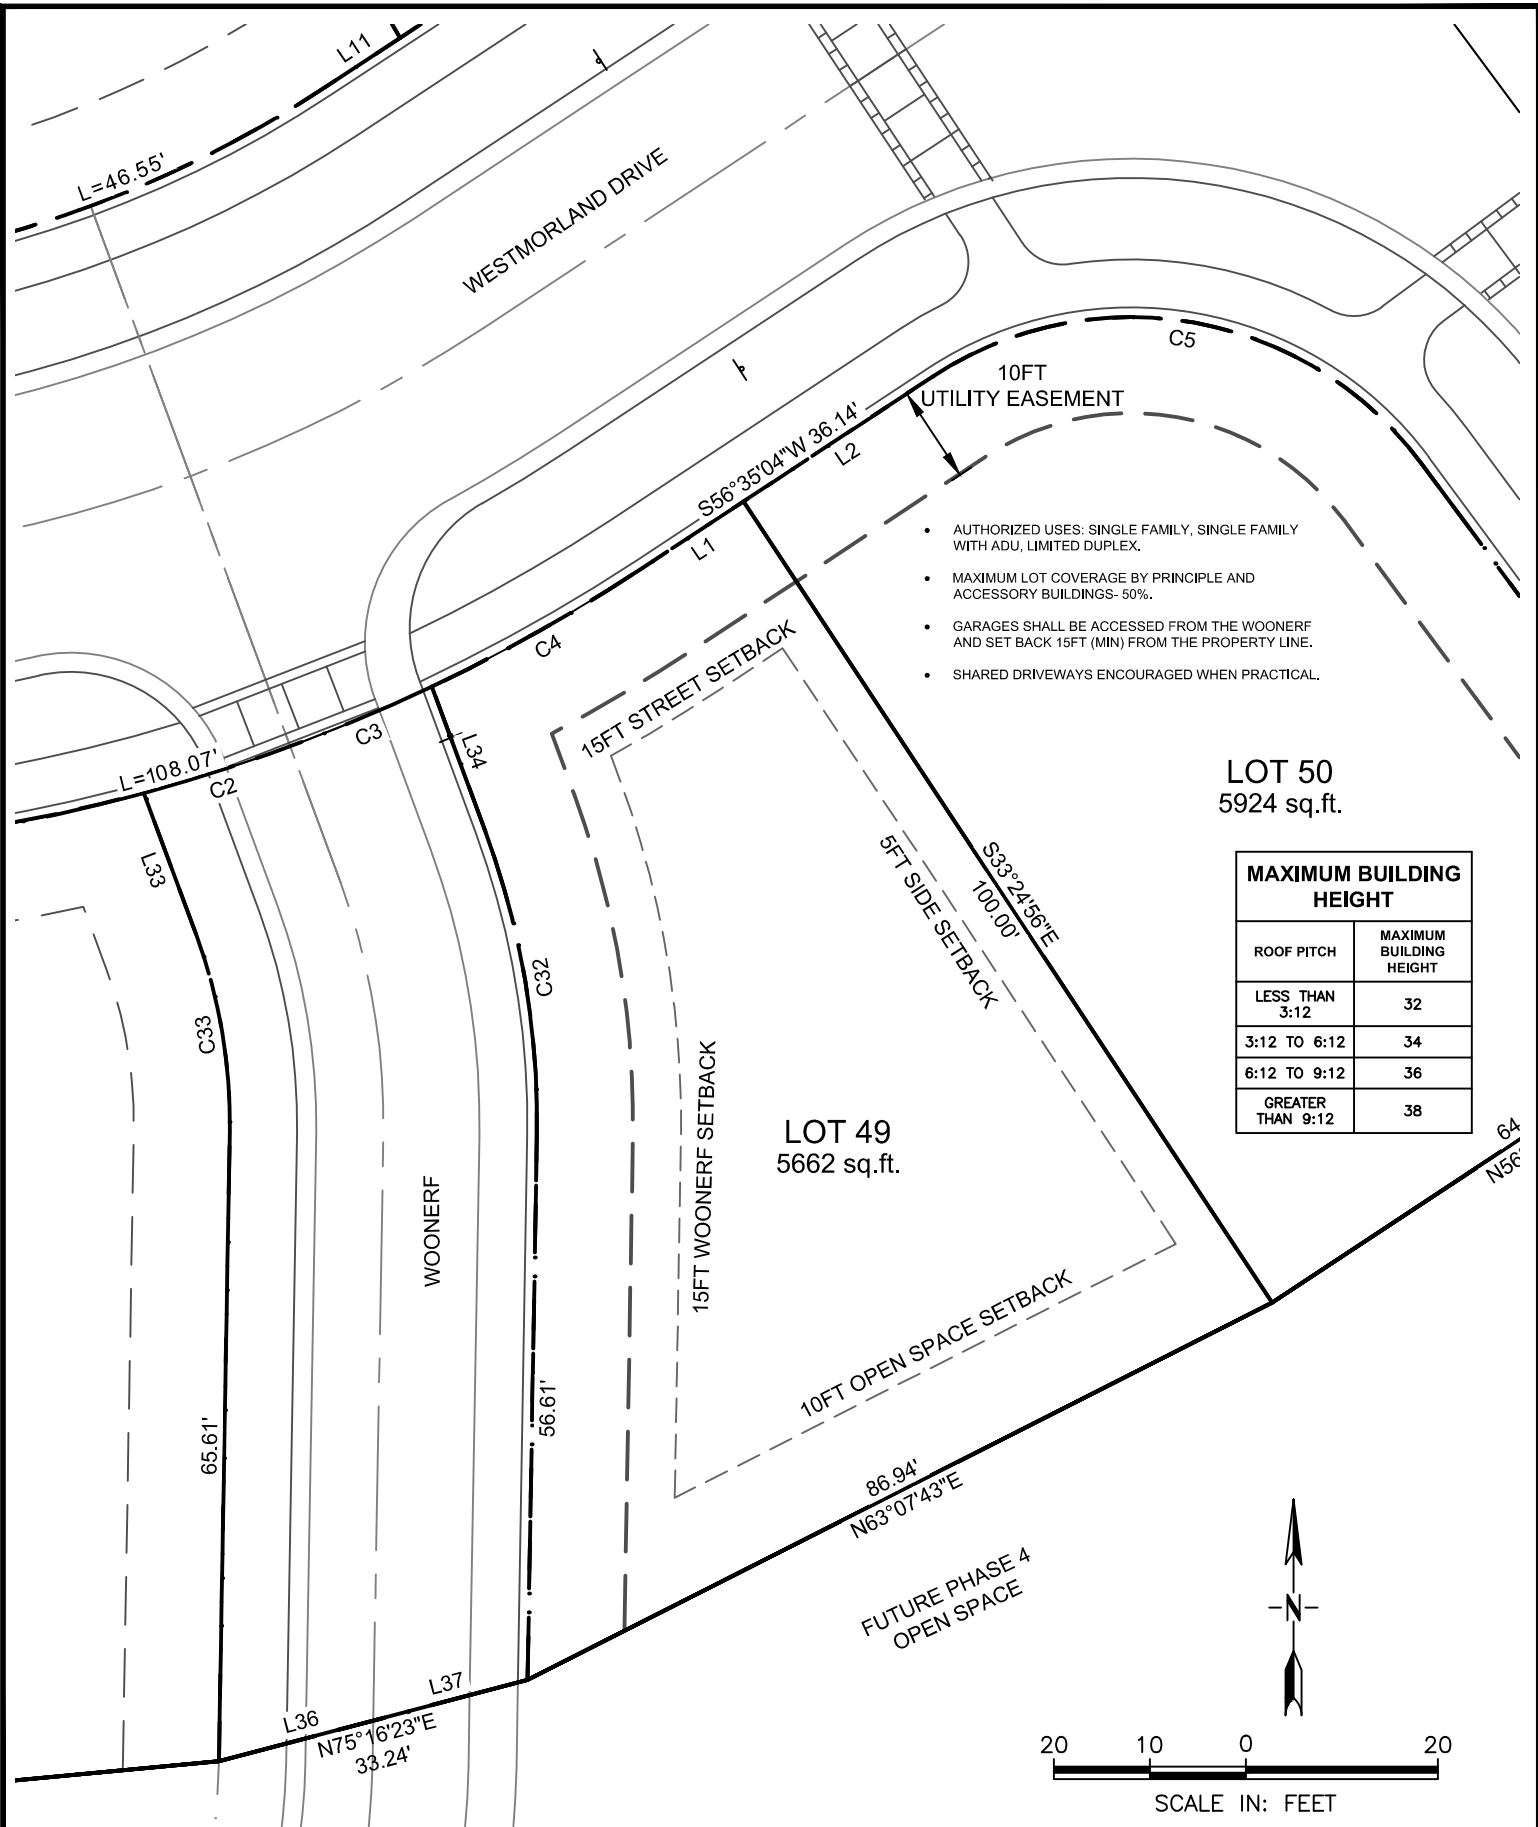 L11
L=46.55'
WESTMORLAND DRIVE
C5
10FT
UTILITY EASEMENT
S56°35'04"W 36.14'
L2
L1
• AUTHORIZED USES: SINGLE FAMILY, SINGLE FAMILY
WITH ADU, LIMITED DUPLEX.
• MAXIMUM LOT COVERAGE BY PRINCIPLE AND
ACCESSORY BUILDINGS- 50%.
• GARAGES SHALL BE ACCESSED FROM THE WOONERF
AND SET BACK 15FT (MIN) FROM THE PROPERTY LINE.
• SHARED DRIVEWAYS ENCOURAGED WHEN PRACTICAL.
C4
15FT STREET SETBACK
C3
L34
L=108.07'
C2
L33
LOT 50
5924 sq.ft.
5FT SIDE SETBACK
S33°24'56"E
100.00'
MAXIMUM BUILDING
HEIGHT
ROOF PITCH
MAXIMUM
BUILDING
HEIGHT
LESS THAN
3:12
32
3:12 TO 6:12
34
6:12 TO 9:12
36
GREATER
THAN 9:12
38
C32
C33
15FT WOONERF SETBACK
LOT 49
5662 sq.ft.
64
N56°
WOONERF
10FT OPEN SPACE SETBACK
56.61'
65.61'
86.94'
N63°07'43"E
FUTURE PHASE 4
OPEN SPACE
N
L37
L36
N75°16'23"E
33.24'
20 10 0 20
SCALE IN: FEET